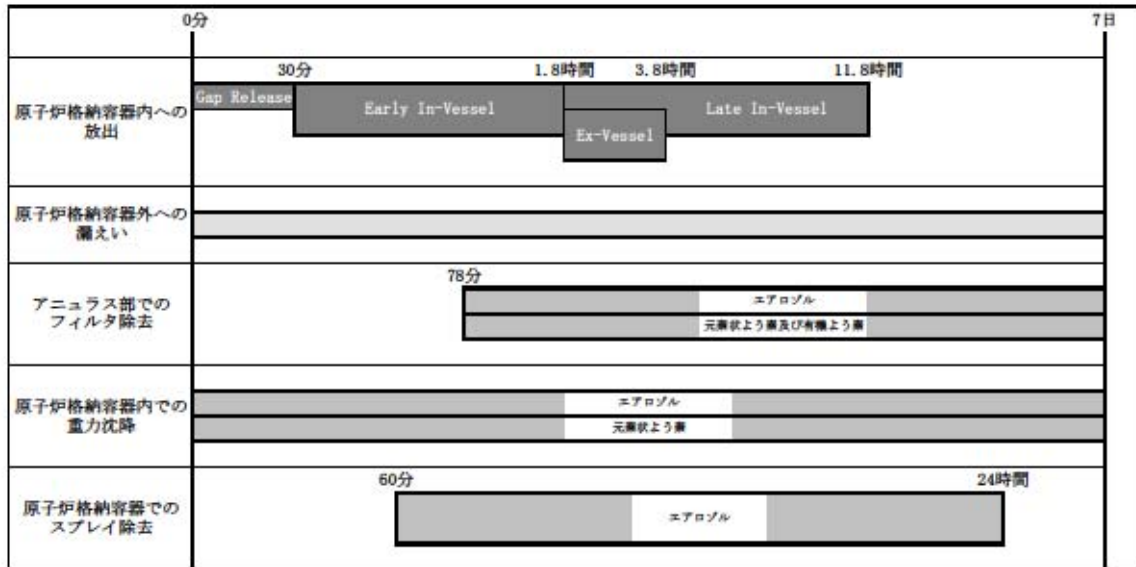 0分
7日
原子炉格納容器内への
放出
30分
1.8時間
3.8時間
11.8時間
Gap Release
Early In-Vessel
Late In-Vessel
Ex-Vessel
原子炉格納容器外への
漏えい
アニュラス部での
フィルタ除去
78分
エアロゾル
元素状よう素及び有機よう素
原子炉格納容器内での
重力沈降
エアロゾル
元素状よう素
原子炉格納容器での
スプレイ除去
60分
24時間
エアロゾル